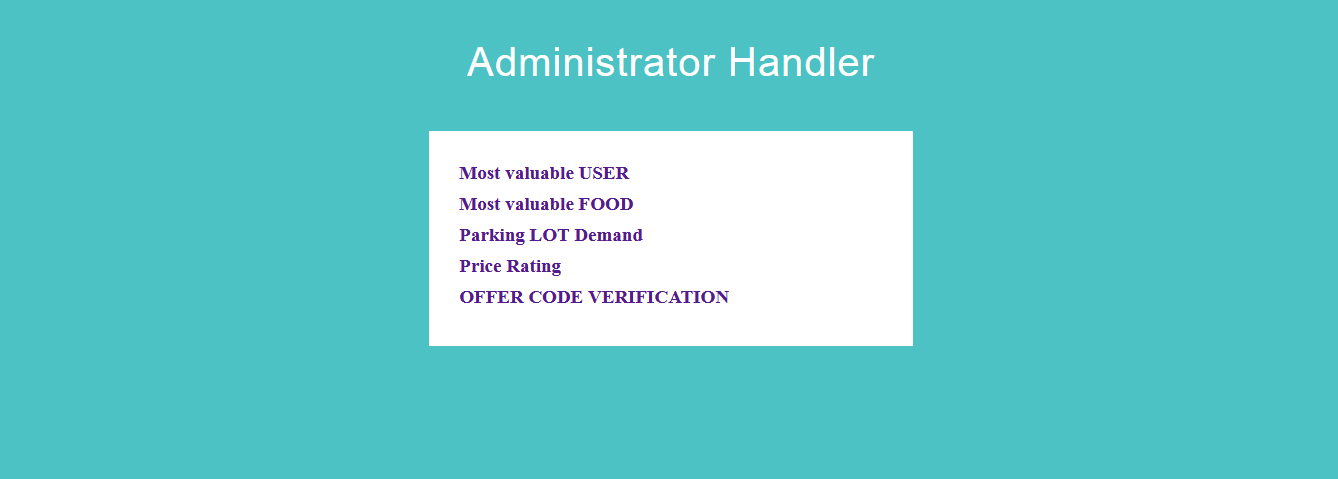 Administrator Handler
Most valuable USER
Most valuable FOOD
Parking LOT Demand
Price Rating
OFFER CODE VERIFICATION